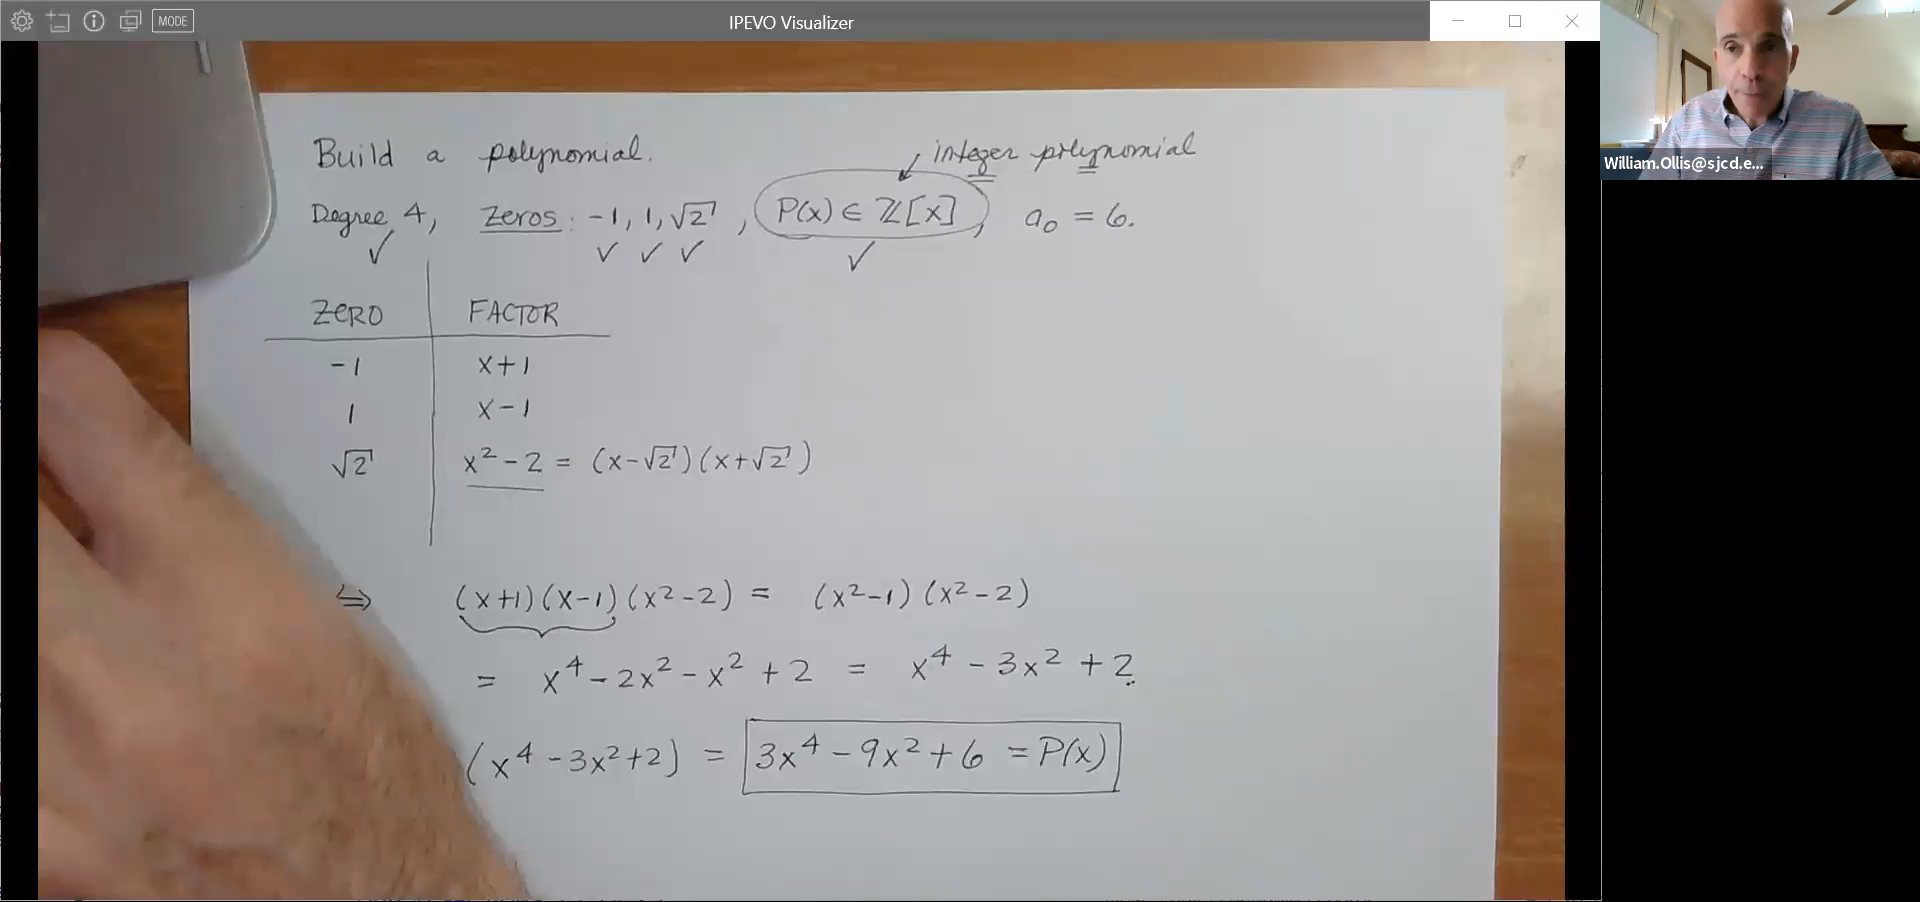 MODE
IPEVO Visualizer
William.Ollis@sjcd.e...
Build a polynomial.
integer polynomial
Degree 4, Zeros: -1, 1, √2, P(x) ∈ ℤ[x], a₀ = 6.
✓ ✓ ✓ ✓ ✓
ZERO FACTOR
-1 x+1
1 x-1
√2 x² - 2 = (x-√2)(x+√2)
⇒ (x+1)(x-1)(x²-2) = (x²-1)(x²-2)
= x⁴ - 2x² - x² + 2 = x⁴ - 3x² + 2
(x⁴ - 3x² + 2) = 3x⁴ - 9x² + 6 = P(x)